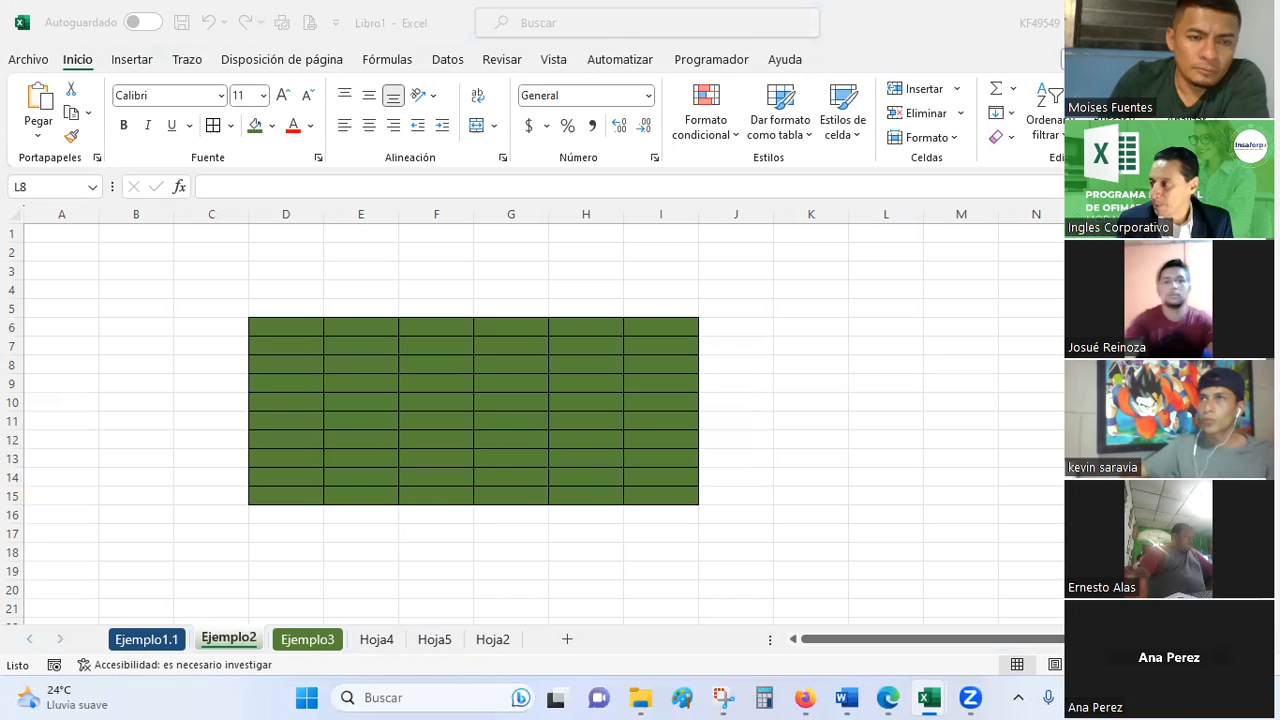 Autoguardado
Libro1 - Excel
Buscar
KF49549
Archivo Inicio Insertar Trazo Disposición de página Fórmulas Datos Revisar Vista Automatizar Programador Ayuda
Pegar
Portapapeles
Calibri 11
N K S
Fuente
Alineación
General
$ % 000
Número
Formato condicional
Dar formato como tabla
Estilos de celda
Estilos
Insertar
Eliminar
Formato
Celdas
L8
fx
A B C D E F G H I J K L M N
1
2
3
4
5
6
7
8
9
10
11
12
13
14
15
16
17
18
19
20
21
Ejemplo1.1 Ejemplo2 Ejemplo3 Hoja4 Hoja5 Hoja2
Listo
Accesibilidad: es necesario investigar
24°C
Lluvia suave
Buscar
Moises Fuentes
Insaforp
PROGRAMA
DE OFIMA
Ingles Corporativo
Josué Reinoza
kevin saravia
Ernesto Alas
Ana Perez
Ana Perez